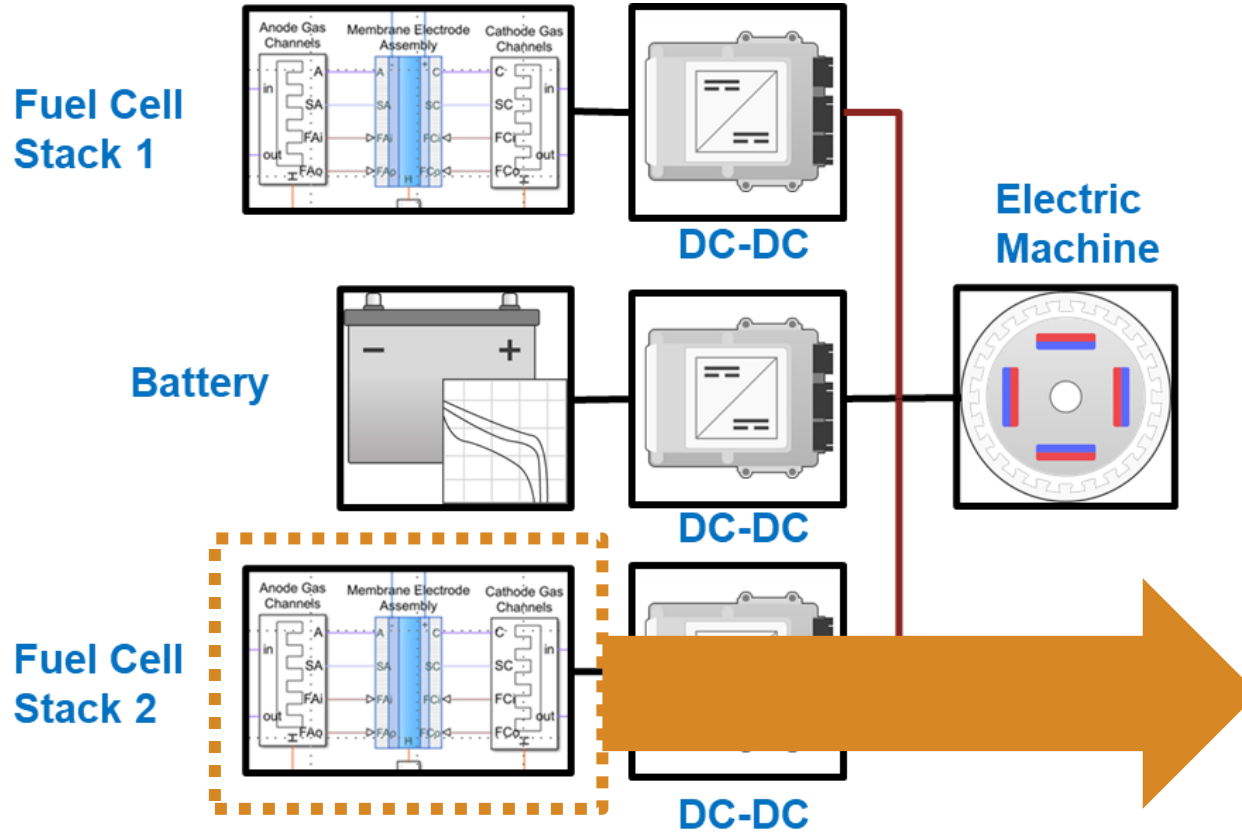 Fuel Cell
Stack 1
Anode Gas
Channels
Membrane Electrode
Assembly
Cathode Gas
Channels
in
A
SA
FAi
out
FAo
H
A
SA
FAi
FAo
- +
C
SC
FCi
FCo
H
C
SC
FCi
FCo
H
in
out
DC-DC
Electric
Machine
Battery
- +
DC-DC
Fuel Cell
Stack 2
Anode Gas
Channels
Membrane Electrode
Assembly
Cathode Gas
Channels
in
A
SA
FAi
out
FAo
H
A
SA
FAi
FAo
- +
C
SC
FCi
FCo
H
C
SC
FCi
FCo
H
in
out
DC-DC